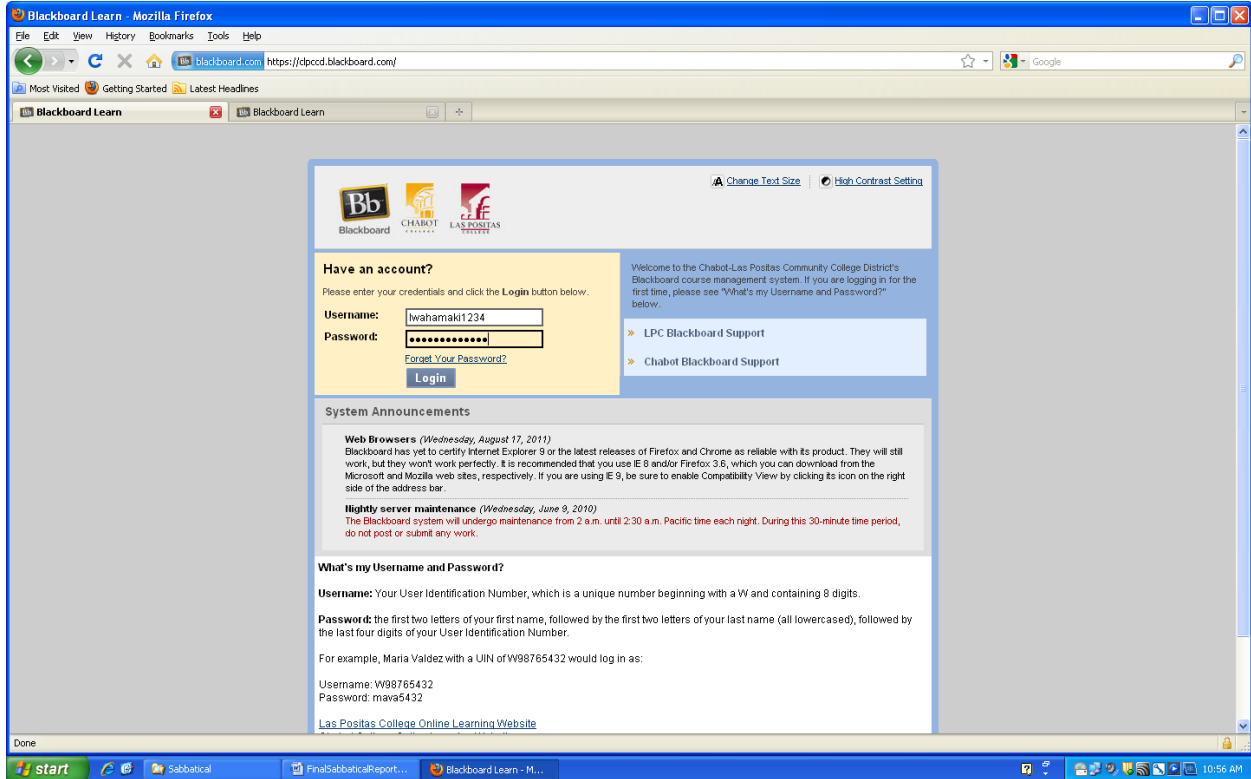 Blackboard Learn - Mozilla Firefox
File Edit View History Bookmarks Tools Help
blackboard.com https://clpccd.blackboard.com/
Google
Most Visited Getting Started Latest Headlines
Blackboard Learn
Blackboard Learn
Change Text Size
High Contrast Setting
Bb
Blackboard
CHABOT
COLLEGE
LAS POSITAS
COLLEGE
Have an account?
Please enter your credentials and click the Login button below.
Username: lwahamaki1234
Password: •••••••••••••
Forget Your Password?
Login
Welcome to the Chabot-Las Positas Community College District's
Blackboard course management system. If you are logging in for the
first time, please see "What's my Username and Password?"
below.
» LPC Blackboard Support
» Chabot Blackboard Support
System Announcements
Web Browsers (Wednesday, August 17, 2011)
Blackboard has yet to certify Internet Explorer 9 or the latest releases of Firefox and Chrome as reliable with its product. They will still
work, but they won't work perfectly. It is recommended that you use IE 8 and/or Firefox 3.6, which you can download from the
Microsoft and Mozilla web sites, respectively. If you are using IE 9, be sure to enable Compatibility View by clicking its icon on the right
side of the address bar.
Nightly server maintenance (Wednesday, June 9, 2010)
The Blackboard system will undergo maintenance from 2 a.m. until 2:30 a.m. Pacific time each night. During this 30-minute time period,
do not post or submit any work.
What's my Username and Password?
Username: Your User Identification Number, which is a unique number beginning with a W and containing 8 digits.
Password: the first two letters of your first name, followed by the first two letters of your last name (all lowercased), followed by
the last four digits of your User Identification Number.
For example, Maria Valdez with a UIN of W98765432 would log in as:
Username: W98765432
Password: mava5432
Las Positas College Online Learning Website
Done
start
Sabbatical
FinalSabbaticalReport...
Blackboard Learn - M...
10:56 AM